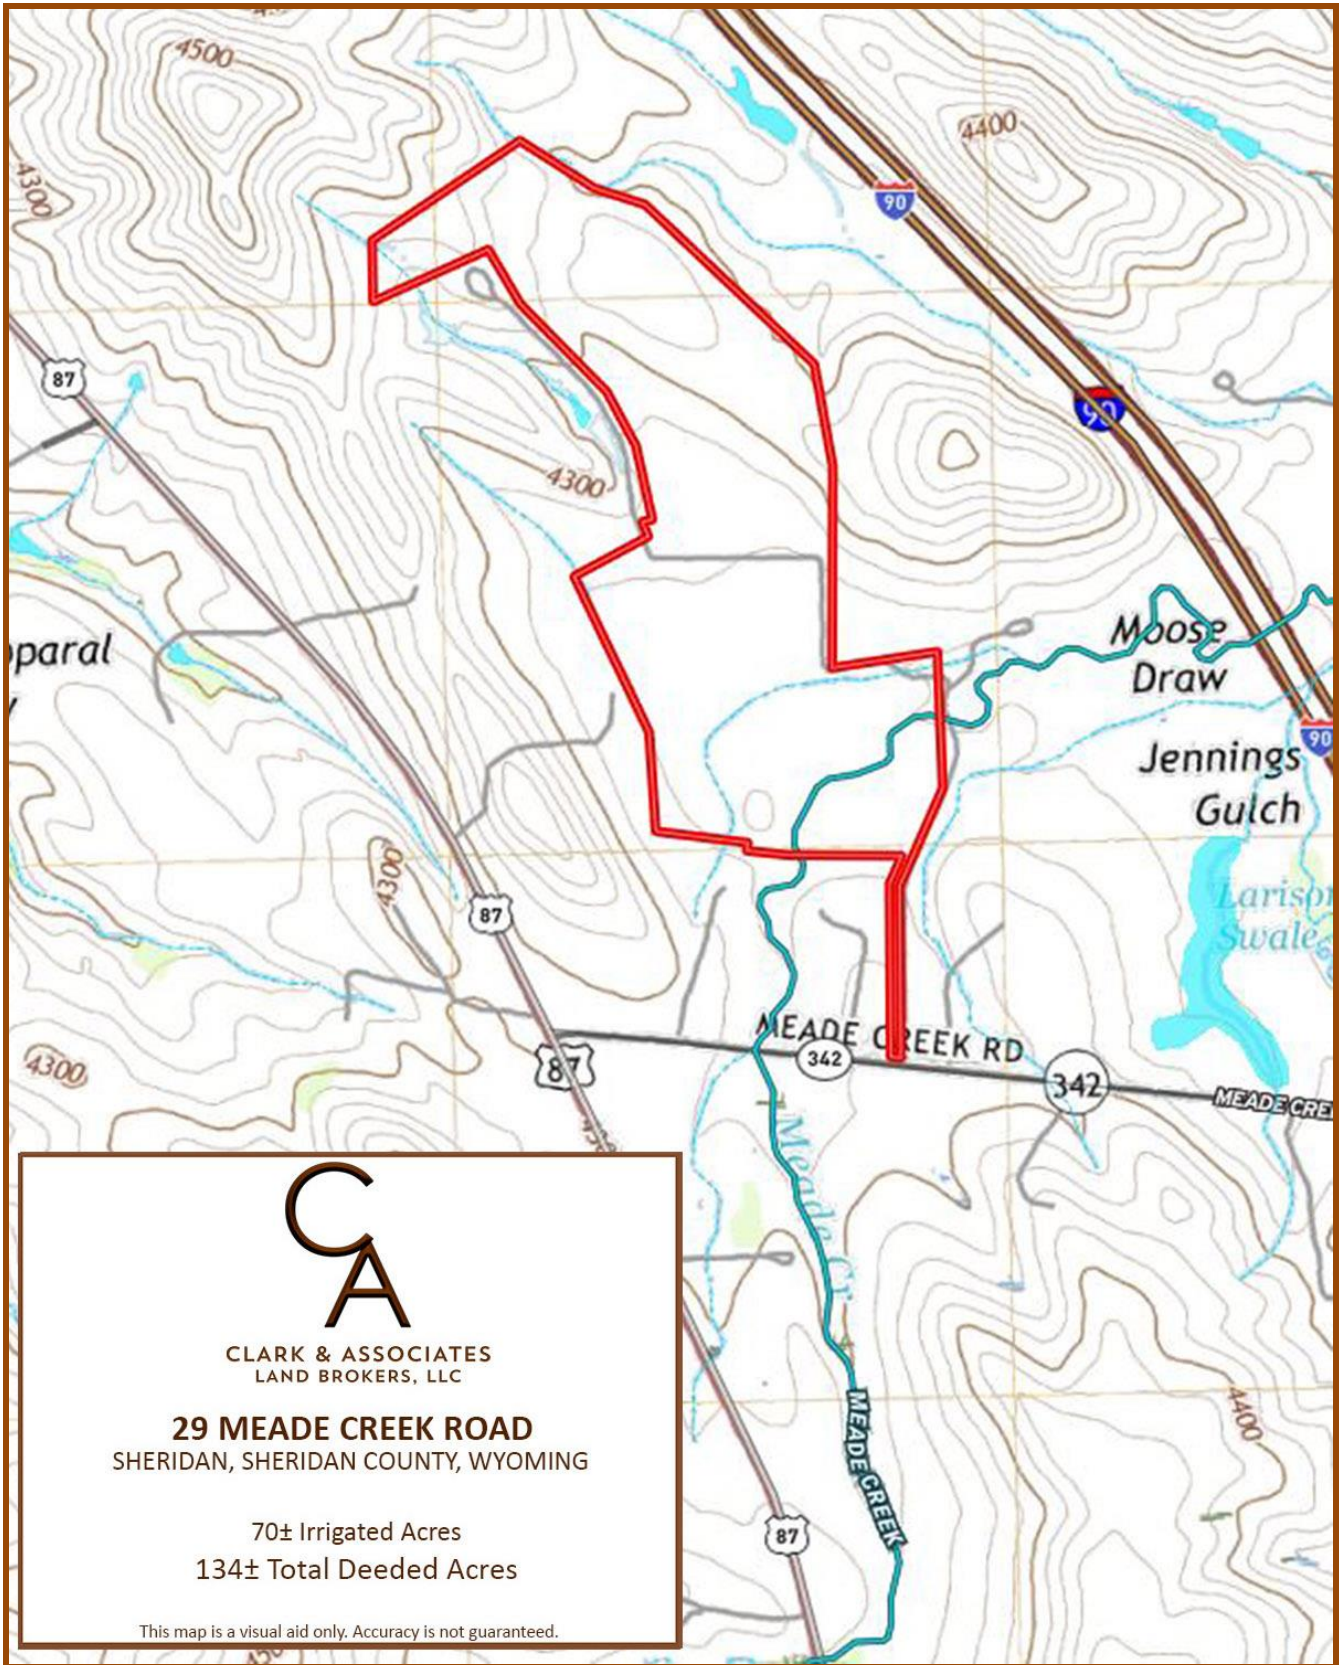 4500
4400
4300
90
87
90
4300
Moose
Draw
90
Jennings
Gulch
4300
87
Larison
Swale
MEADE CREEK RD
342
87
342
4300
MEADE CRE
Meade Cr
4400
MEADE CREEK
87
CA
CLARK & ASSOCIATES
LAND BROKERS, LLC
29 MEADE CREEK ROAD
SHERIDAN, SHERIDAN COUNTY, WYOMING
70± Irrigated Acres
134± Total Deeded Acres
This map is a visual aid only. Accuracy is not guaranteed.